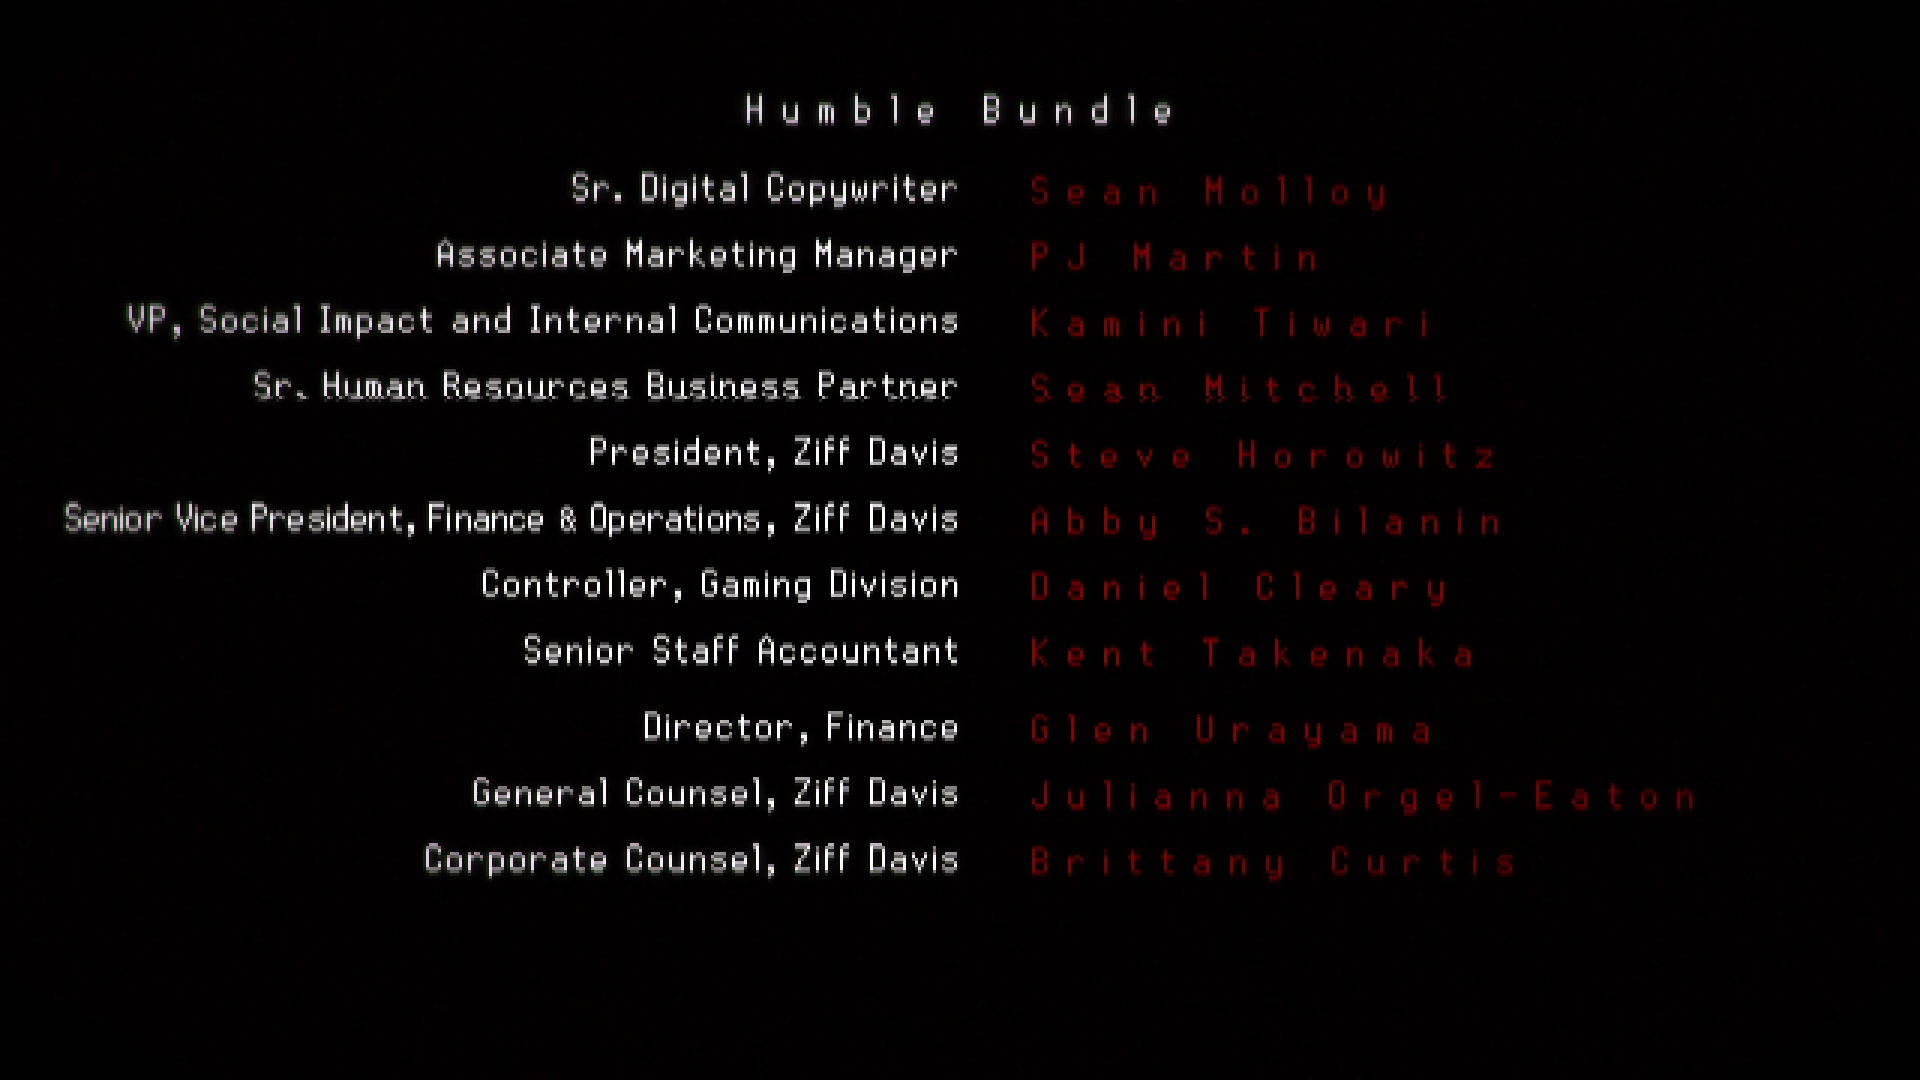 Humble Bundle
Sr. Digital Copywriter Sean Molloy
Associate Marketing Manager PJ Martin
VP, Social Impact and Internal Communications Kamini Tiwari
Sr. Human Resources Business Partner Sean Mitchell
President, Ziff Davis Steve Horowitz
Senior Vice President, Finance & Operations, Ziff Davis Abby S. Bilanin
Controller, Gaming Division Daniel Cleary
Senior Staff Accountant Kent Takenaka
Director, Finance Glen Urayama
General Counsel, Ziff Davis Julianna Orgel-Eaton
Corporate Counsel, Ziff Davis Brittany Curtis